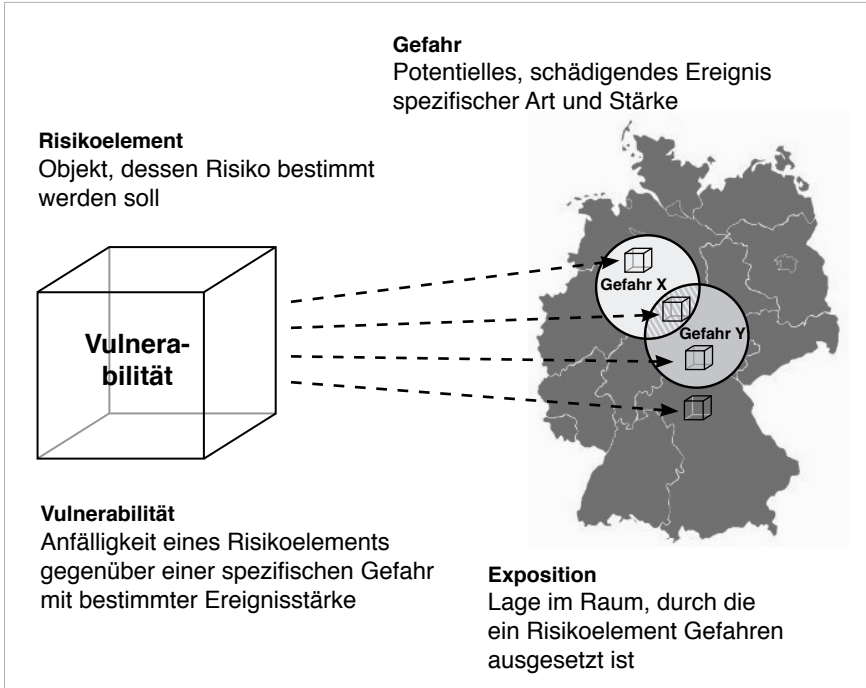 Gefahr
Potentielles, schädigendes Ereignis
spezifischer Art und Stärke
Risikoelement
Objekt, dessen Risiko bestimmt
werden soll
Gefahr X
Gefahr Y
Vulnera-
bilität
Vulnerabilität
Anfälligkeit eines Risikoelements
gegenüber einer spezifischen Gefahr
mit bestimmter Ereignisstärke
Exposition
Lage im Raum, durch die
ein Risikoelement Gefahren
ausgesetzt ist